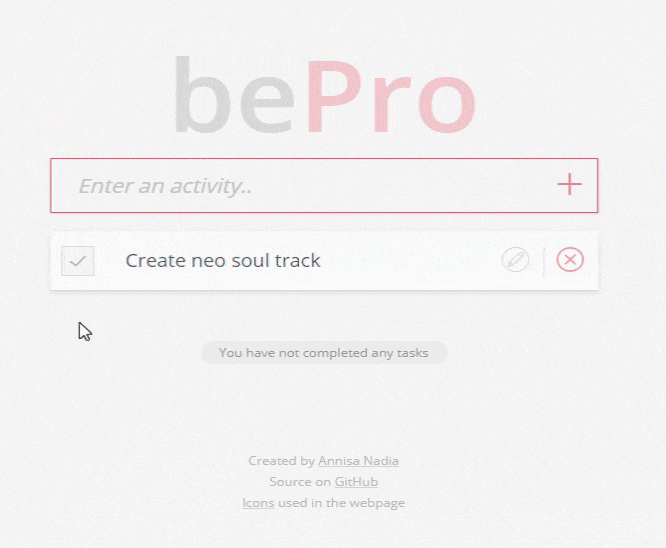 bePro
Enter an activity..
Create neo soul track
You have not completed any tasks
Created by Annisa Nadia
Source on GitHub
Icons used in the webpage